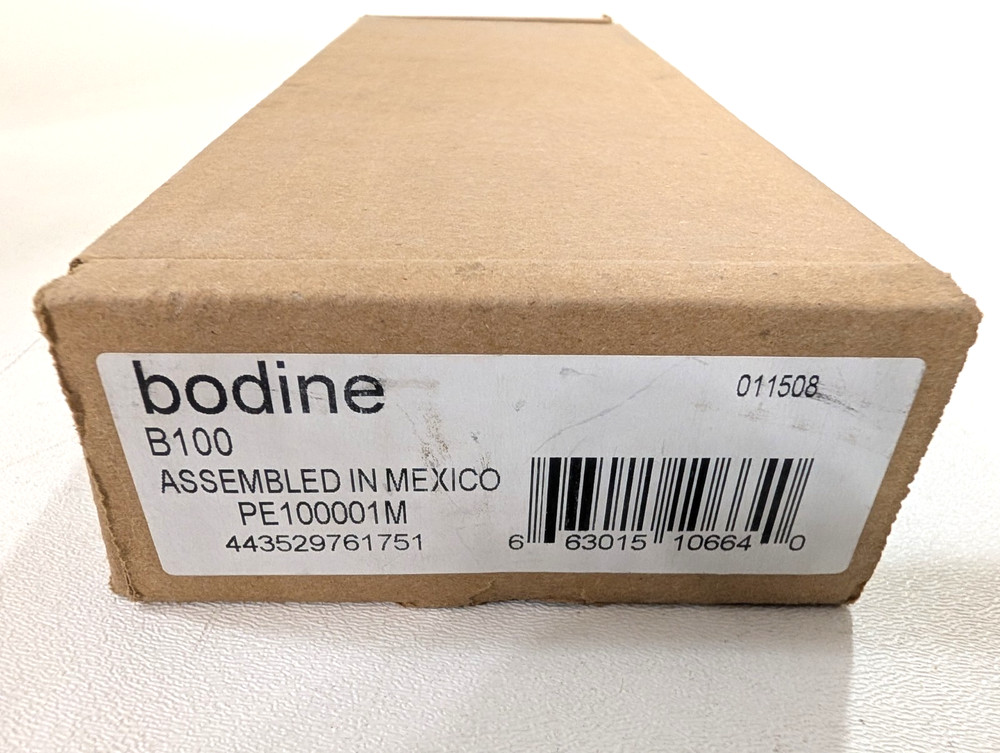 bodine
011508
B100
ASSEMBLED IN MEXICO
PE100001M
443529761751
6 63015 10664 0